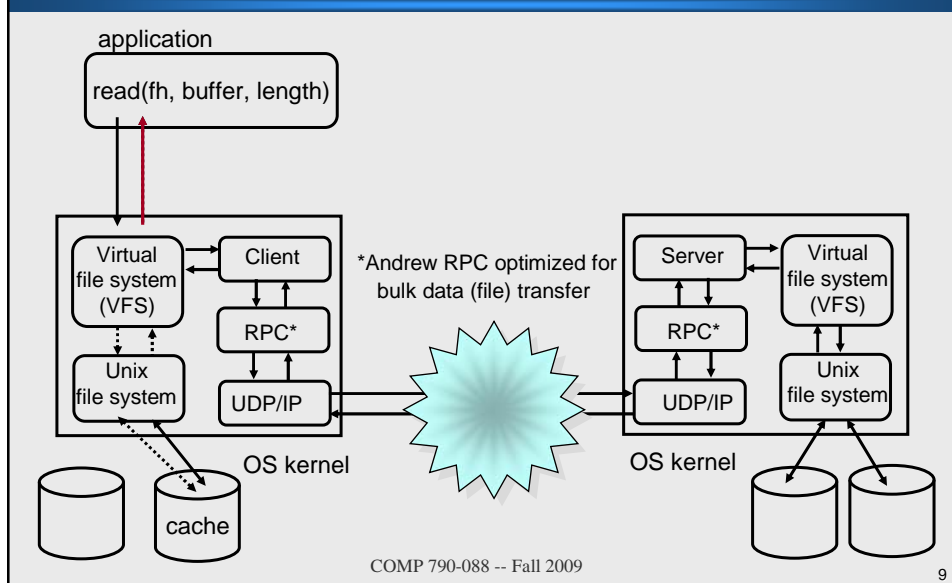 application
read(fh, buffer, length)
Virtual
file system
(VFS)
Client
RPC*
Unix
file system
UDP/IP
OS kernel
cache
*Andrew RPC optimized for
bulk data (file) transfer
Server
Virtual
file system
(VFS)
RPC*
Unix
file system
UDP/IP
OS kernel
COMP 790-088 -- Fall 2009
9